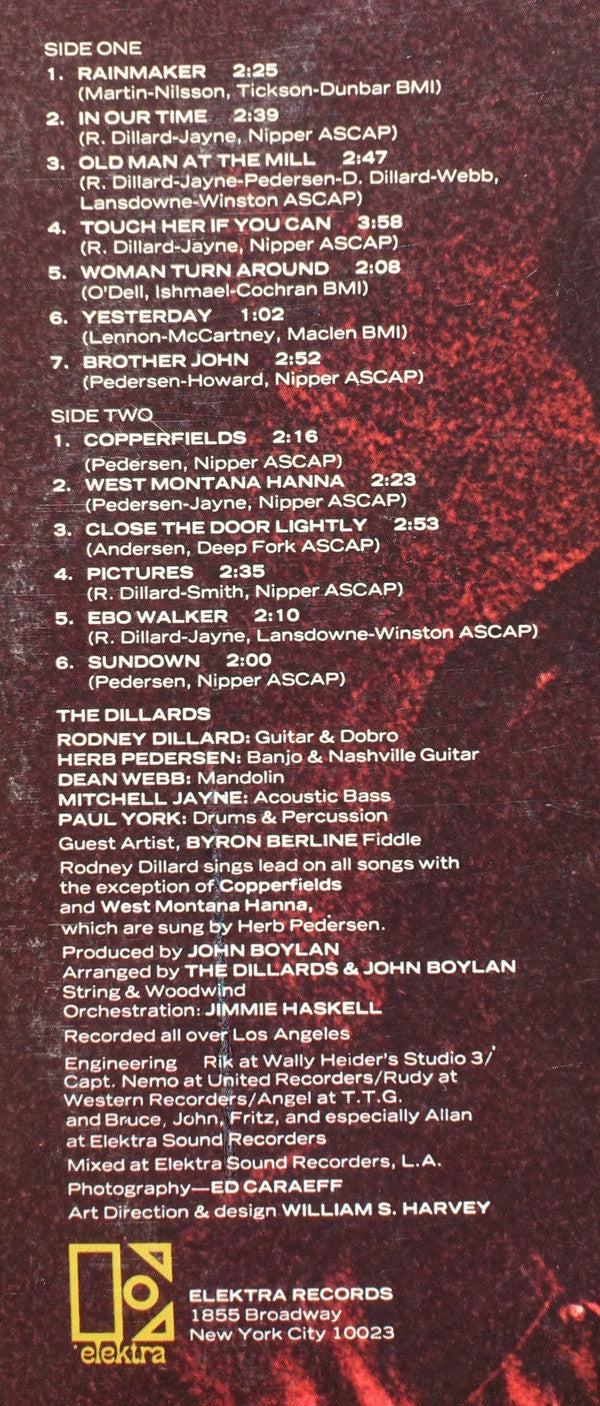 SIDE ONE
1. RAINMAKER 2:25
(Martin-Nilsson, Tickson-Dunbar BMI)
2. IN OUR TIME 2:39
(R. Dillard-Jayne, Nipper ASCAP)
3. OLD MAN AT THE MILL 2:47
(R. Dillard-Jayne-Pedersen-D. Dillard-Webb,
Lansdowne-Winston ASCAP)
4. TOUCH HER IF YOU CAN 3:58
(R. Dillard-Jayne, Nipper ASCAP)
5. WOMAN TURN AROUND 2:08
(O'Dell, Ishmael-Cochran BMI)
6. YESTERDAY 1:02
(Lennon-McCartney, Maclen BMI)
7. BROTHER JOHN 2:52
(Pedersen-Howard, Nipper ASCAP)
SIDE TWO
1. COPPERFIELDS 2:16
(Pedersen, Nipper ASCAP)
2. WEST MONTANA HANNA 2:23
(Pedersen-Jayne, Nipper ASCAP)
3. CLOSE THE DOOR LIGHTLY 2:53
(Andersen, Deep Fork ASCAP)
4. PICTURES 2:35
(R. Dillard-Smith, Nipper ASCAP)
5. EBO WALKER 2:10
(R. Dillard-Jayne, Lansdowne-Winston ASCAP)
6. SUNDOWN 2:00
(Pedersen, Nipper ASCAP)
THE DILLARDS
RODNEY DILLARD: Guitar & Dobro
HERB PEDERSEN: Banjo & Nashville Guitar
DEAN WEBB: Mandolin
MITCHELL JAYNE: Acoustic Bass
PAUL YORK: Drums & Percussion
Guest Artist, BYRON BERLINE Fiddle
Rodney Dillard sings lead on all songs with
the exception of Copperfields
and West Montana Hanna,
which are sung by Herb Pedersen.
Produced by JOHN BOYLAN
Arranged by THE DILLARDS & JOHN BOYLAN
String & Woodwind
Orchestration: JIMMIE HASKELL
Recorded all over Los Angeles
Engineering Rik at Wally Heider's Studio 3/
Capt. Nemo at United Recorders/Rudy at
Western Recorders/Angel at T.T.G.
and Bruce, John, Fritz, and especially Allan
at Elektra Sound Recorders
Mixed at Elektra Sound Recorders, L.A.
Photography—ED CARAEFF
Art Direction & design WILLIAM S. HARVEY
elektra
ELEKTRA RECORDS
1855 Broadway
New York City 10023